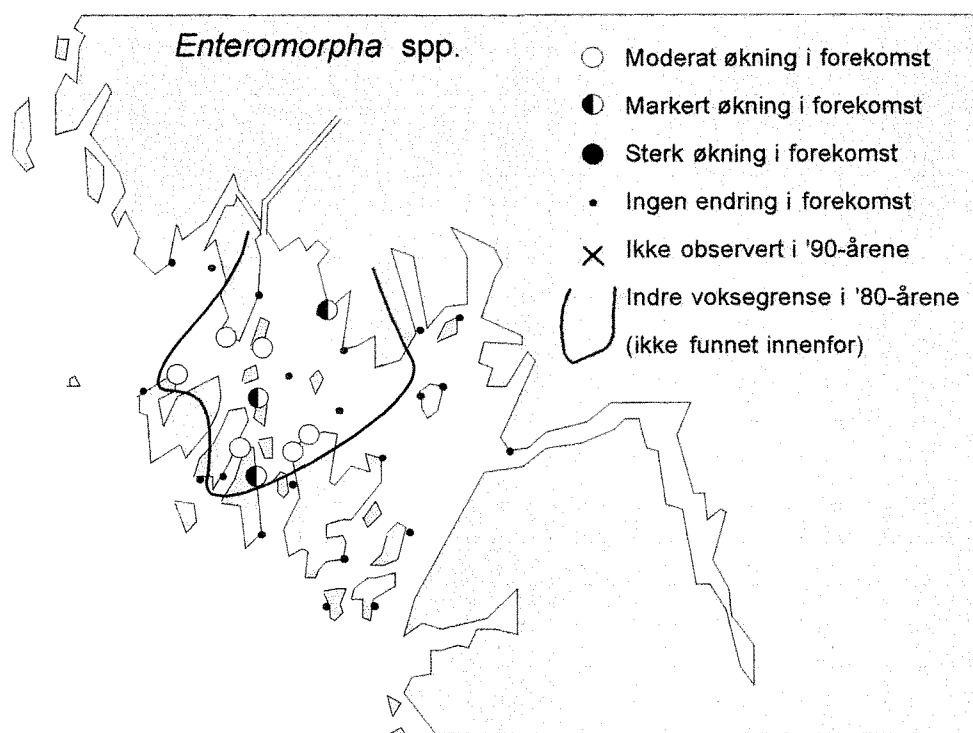 Enteromorpha spp.
Moderat økning i forekomst
Markert økning i forekomst
Sterk økning i forekomst
Ingen endring i forekomst
Ikke observert i '90-årene
Indre voksegrense i '80-årene
(ikke funnet innenfor)